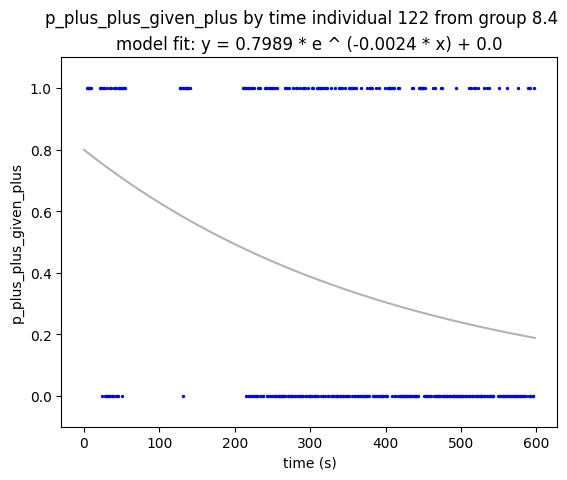 p_plus_plus_given_plus by time individual 122 from group 8.4
model fit: y = 0.7989 * e ^ (-0.0024 * x) + 0.0
1.0
0.8
0.6
0.4
0.2
0.0
p_plus_plus_given_plus
0 100 200 300 400 500 600
time (s)